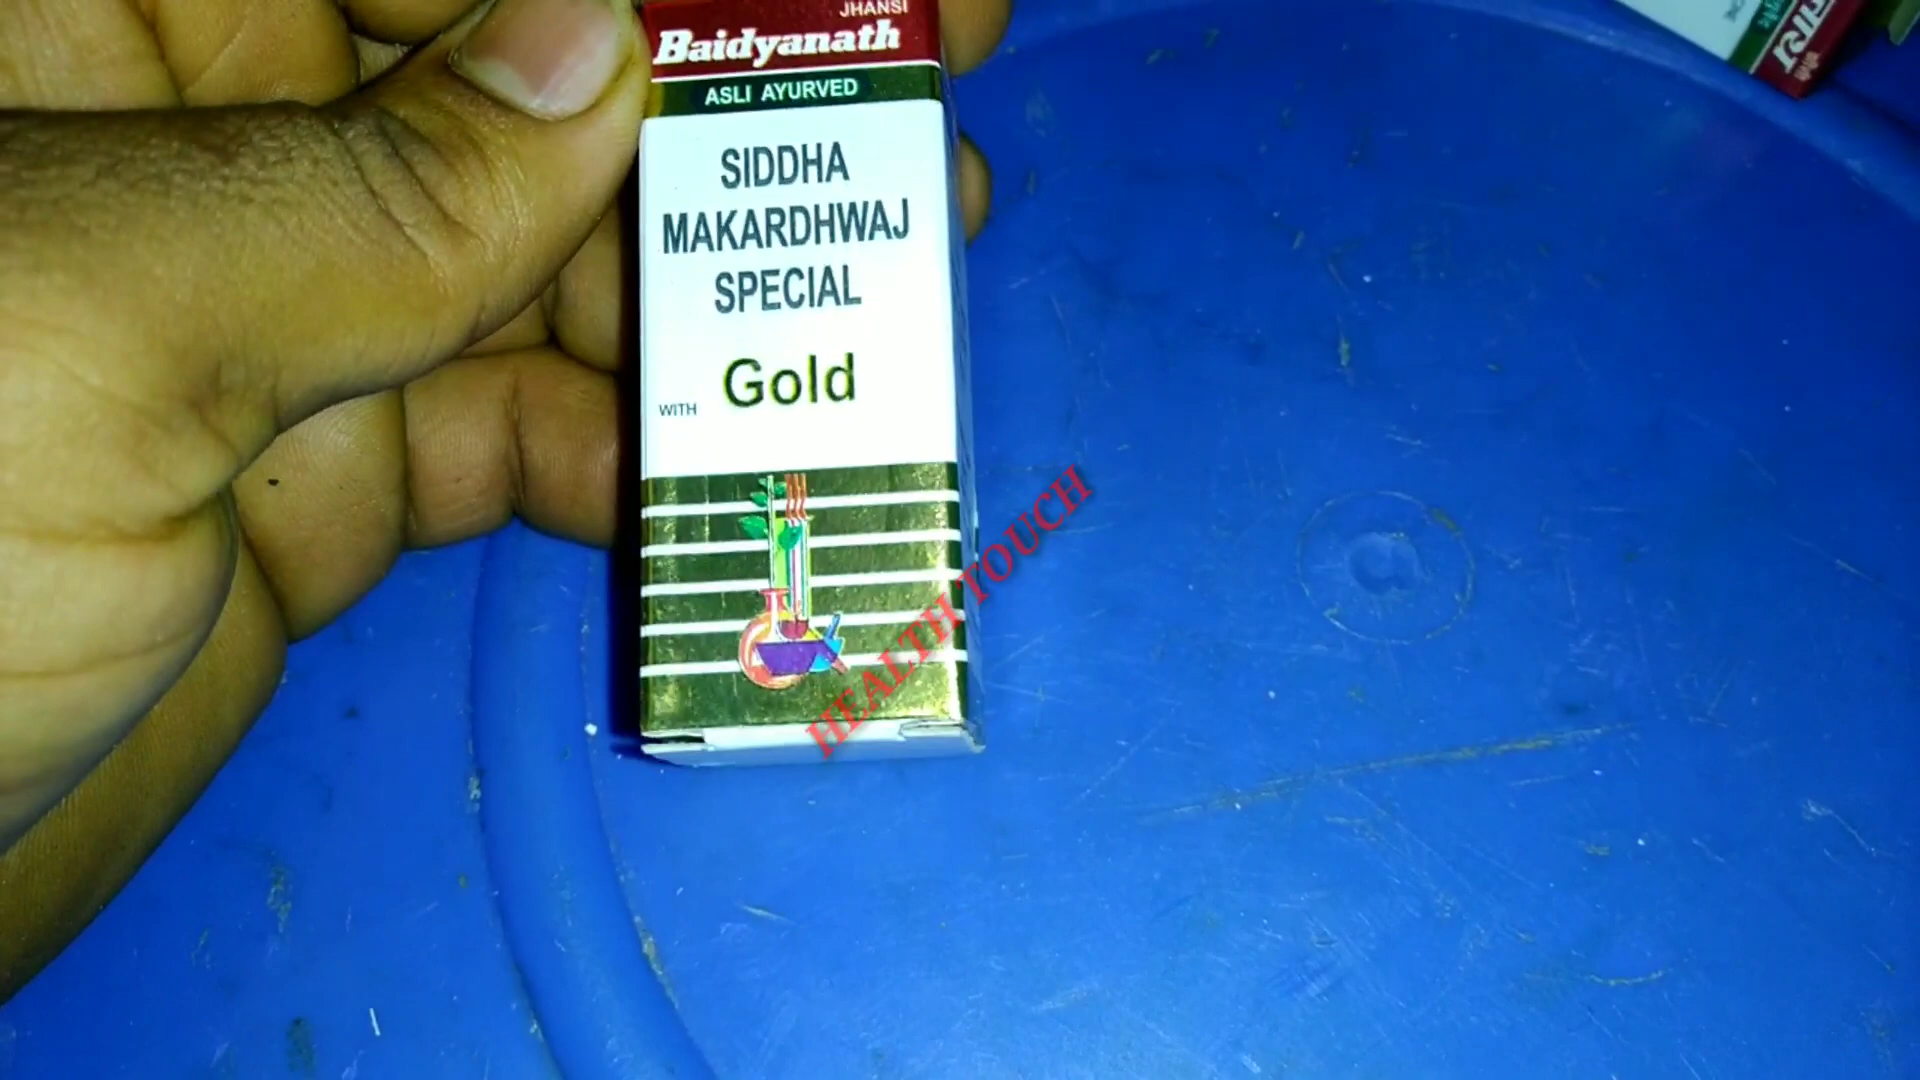 JHANSI
Baidyanath
ASLI AYURVED
SIDDHA
MAKARDHWAJ
SPECIAL
WITH Gold
HEALTH TOUCH